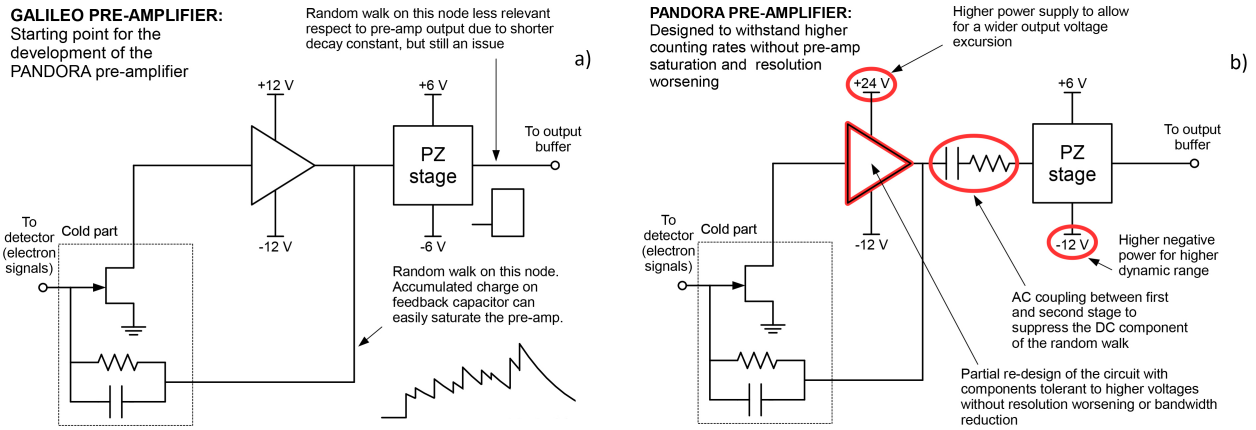 GALILEO PRE-AMPLIFIER:
Starting point for the
development of the
PANDORA pre-amplifier
Random walk on this node less relevant
respect to pre-amp output due to shorter
decay constant, but still an issue
a)
+12 V
+6 V
PZ
stage
To output
buffer
-12 V
-6 V
To
detector
(electron
signals)
Cold part
Random walk on this node.
Accumulated charge on
feedback capacitor can
easily saturate the pre-amp.
PANDORA PRE-AMPLIFIER:
Designed to withstand higher
counting rates without pre-amp
saturation and resolution
worsening
Higher power supply to allow
for a wider output voltage
excursion
b)
+24 V
+6 V
PZ
stage
To output
buffer
-12 V
-12 V
To
detector
(electron
signals)
Cold part
Higher negative
power for higher
dynamic range
AC coupling between first
and second stage to
suppress the DC component
of the random walk
Partial re-design of the circuit with
components tolerant to higher voltages
without resolution worsening or bandwidth
reduction